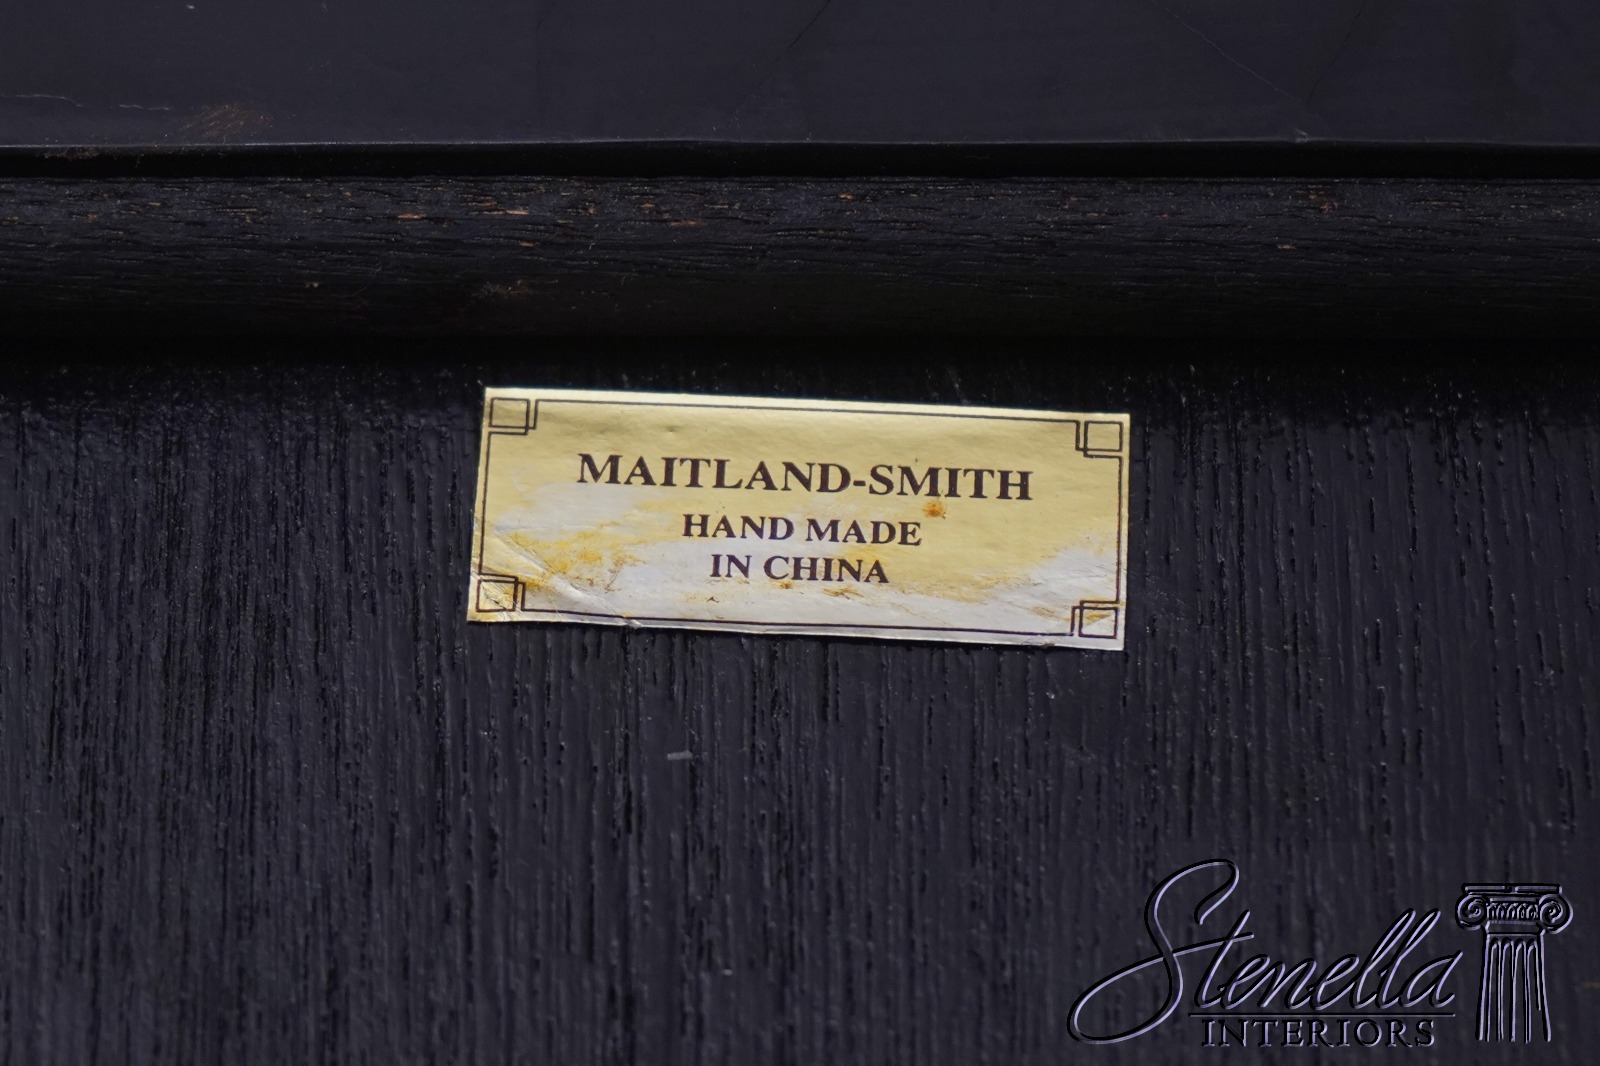 MAITLAND-SMITH
HAND MADE
IN CHINA
Stenella
INTERIORS